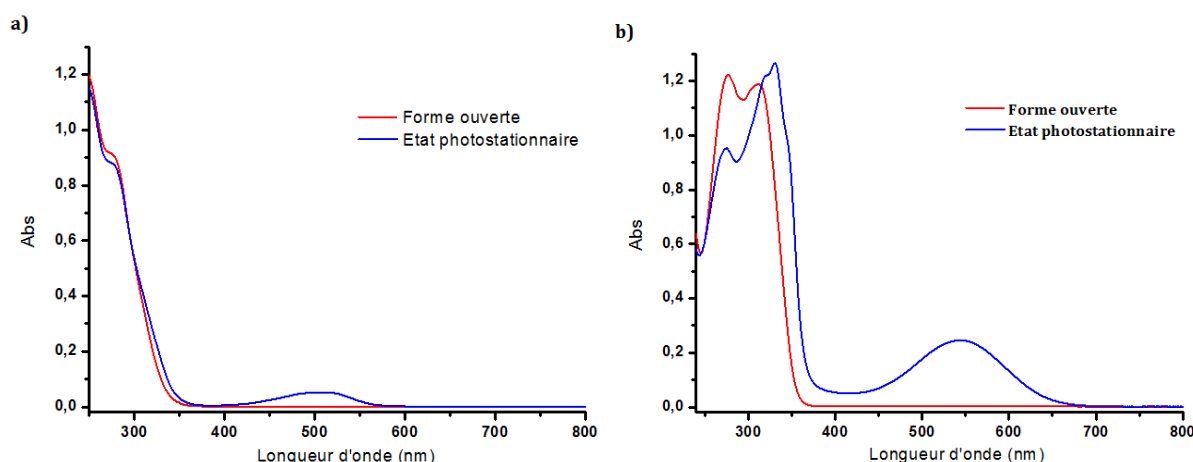 a)
1,2
1,0
0,8
0,6
0,4
0,2
0,0
Abs
300 400 500 600 700 800
Longueur d'onde (nm)
Forme ouverte
Etat photostationnaire
b)
1,2
1,0
0,8
0,6
0,4
0,2
0,0
Abs
300 400 500 600 700 800
Longueur d'onde (nm)
Forme ouverte
Etat photostationnaire